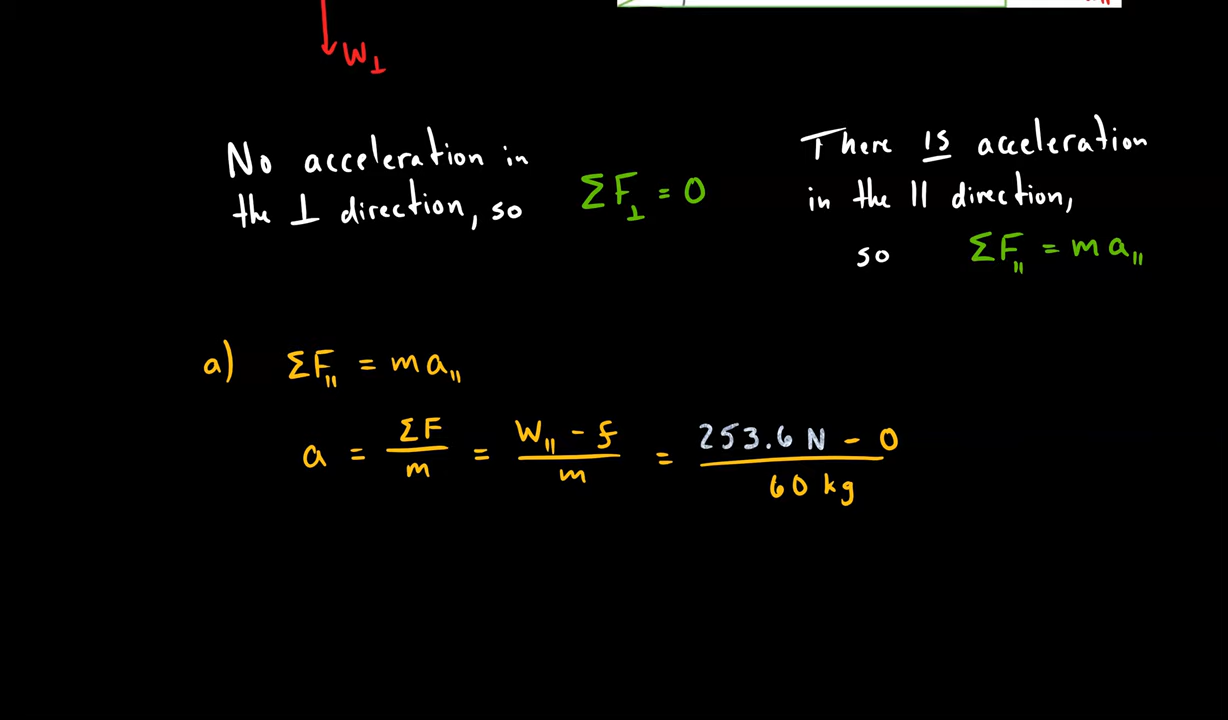 W⊥
No acceleration in
the ⊥ direction, so ΣF⊥ = 0
There IS acceleration
in the || direction,
so ΣF|| = ma||
a) ΣF|| = ma||
a = ΣF/m = (W|| - f)/m = (253.6 N - 0)/60 kg